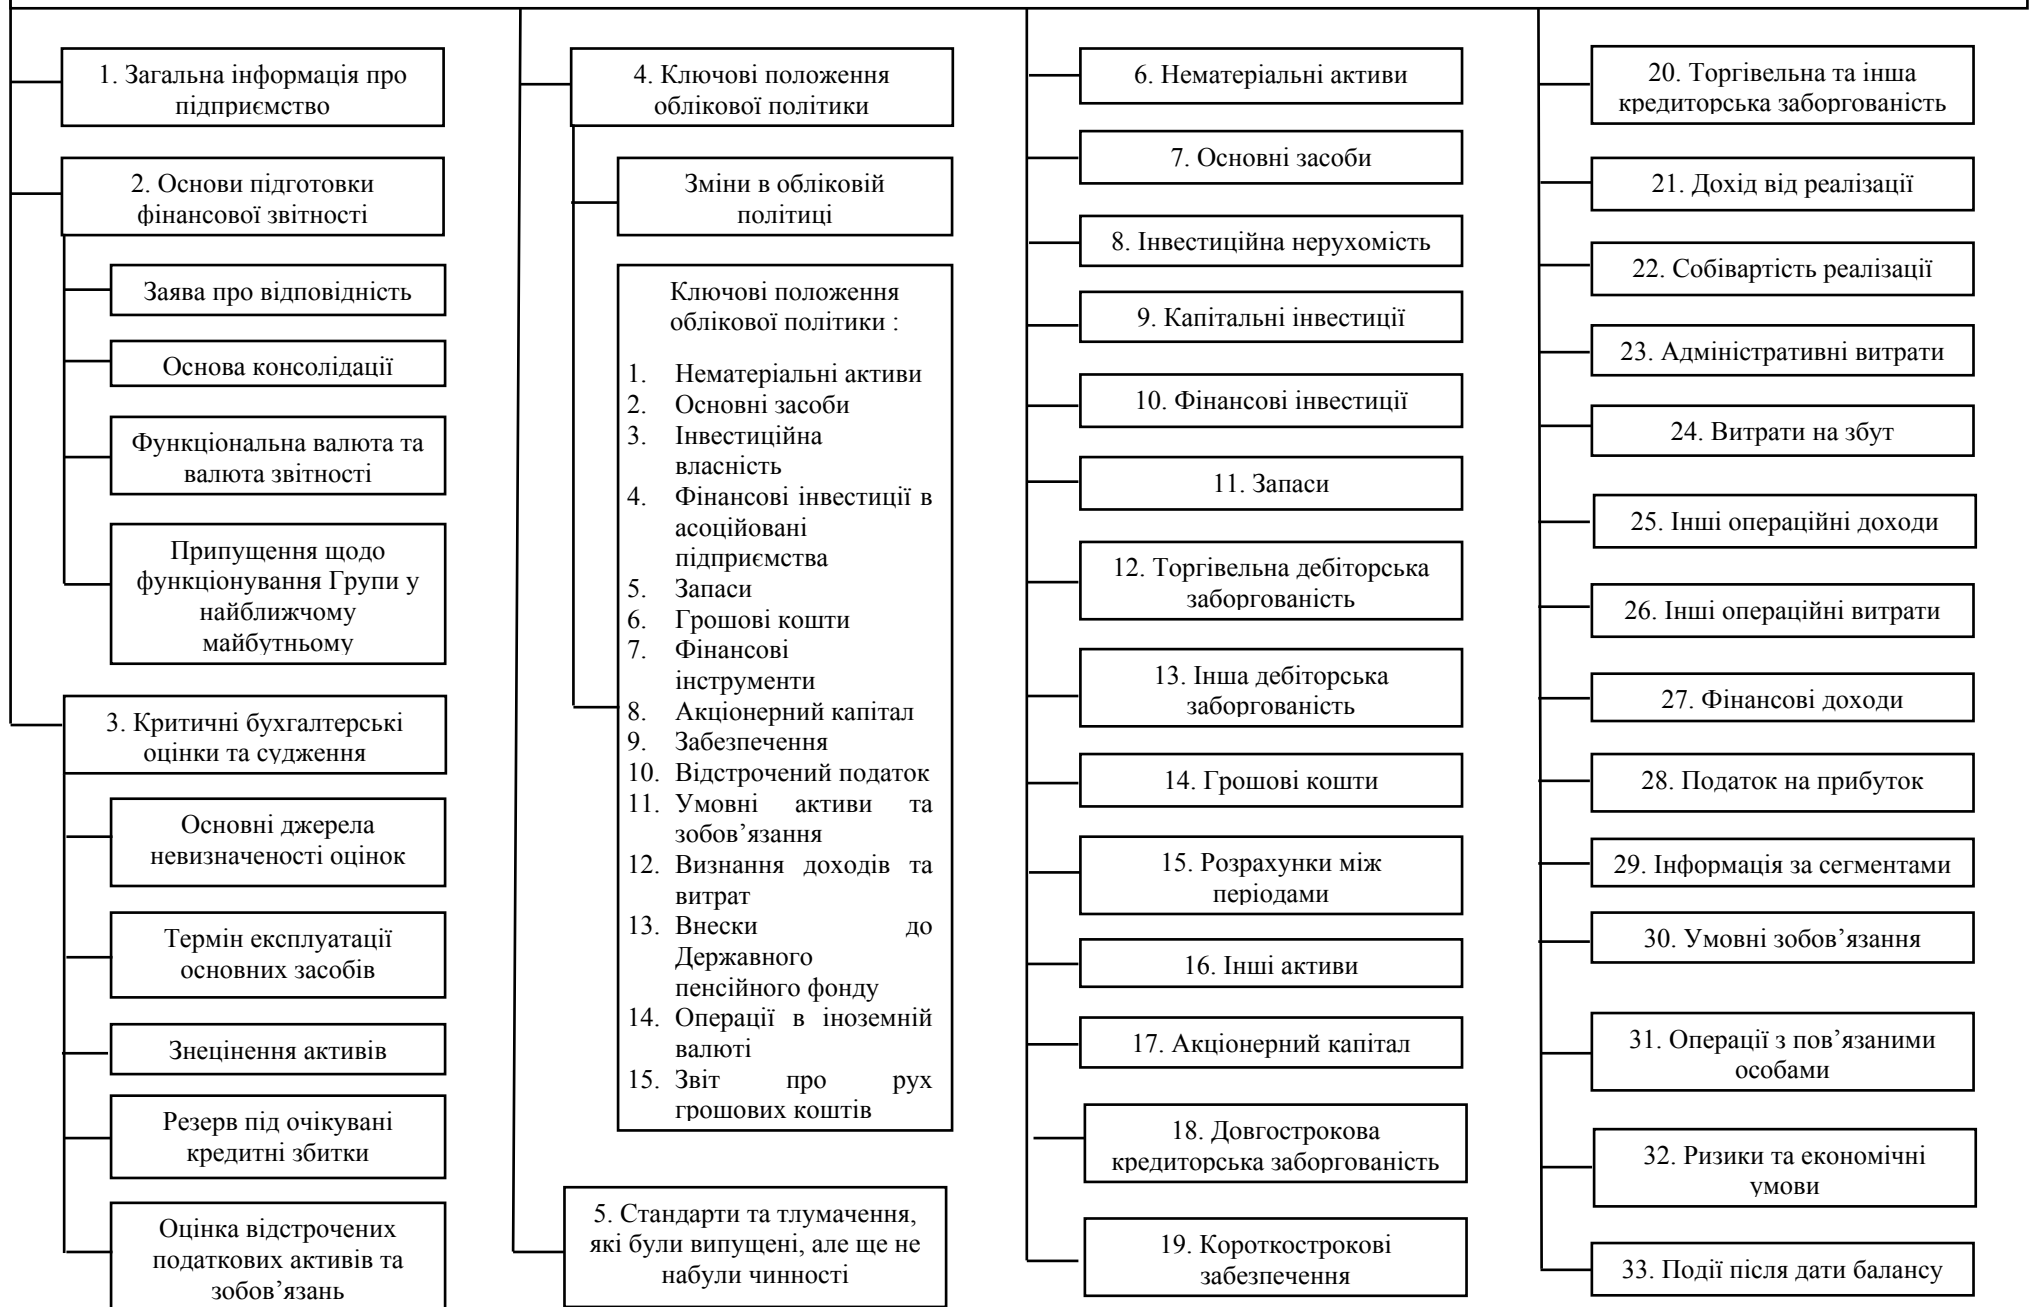 1. Загальна інформація про
підприємство
2. Основи підготовки
фінансової звітності
Заява про відповідність
Основа консолідації
Функціональна валюта та
валюта звітності
Припущення щодо
функціонування Групи у
найближчому
майбутньому
3. Критичні бухгалтерські
оцінки та судження
Основні джерела
невизначеності оцінок
Термін експлуатації
основних засобів
Знецінення активів
Резерв під очікувані
кредитні збитки
Оцінка відстрочених
податкових активів та
зобов’язань
4. Ключові положення
облікової політики
Зміни в обліковій
політиці
Ключові положення
облікової політики :
1. Нематеріальні активи
2. Основні засоби
3. Інвестиційна
власність
4. Фінансові інвестиції в
асоційовані
підприємства
5. Запаси
6. Грошові кошти
7. Фінансові
інструменти
8. Акціонерний капітал
9. Забезпечення
10. Відстрочений податок
11. Умовні активи та
зобов’язання
12. Визнання доходів та
витрат
13. Внески до
Державного
пенсійного фонду
14. Операції в іноземній
валюті
15. Звіт про рух
грошових коштів
5. Стандарти та тлумачення,
які були випущені, але ще не
набули чинності
6. Нематеріальні активи
7. Основні засоби
8. Інвестиційна нерухомість
9. Капітальні інвестиції
10. Фінансові інвестиції
11. Запаси
12. Торгівельна дебіторська
заборгованість
13. Інша дебіторська
заборгованість
14. Грошові кошти
15. Розрахунки між
періодами
16. Інші активи
17. Акціонерний капітал
18. Довгострокова
кредиторська заборгованість
19. Короткострокові
забезпечення
20. Торгівельна та інша
кредиторська заборгованість
21. Дохід від реалізації
22. Собівартість реалізації
23. Адміністративні витрати
24. Витрати на збут
25. Інші операційні доходи
26. Інші операційні витрати
27. Фінансові доходи
28. Податок на прибуток
29. Інформація за сегментами
30. Умовні зобов’язання
31. Операції з пов’язаними
особами
32. Ризики та економічні
умови
33. Події після дати балансу